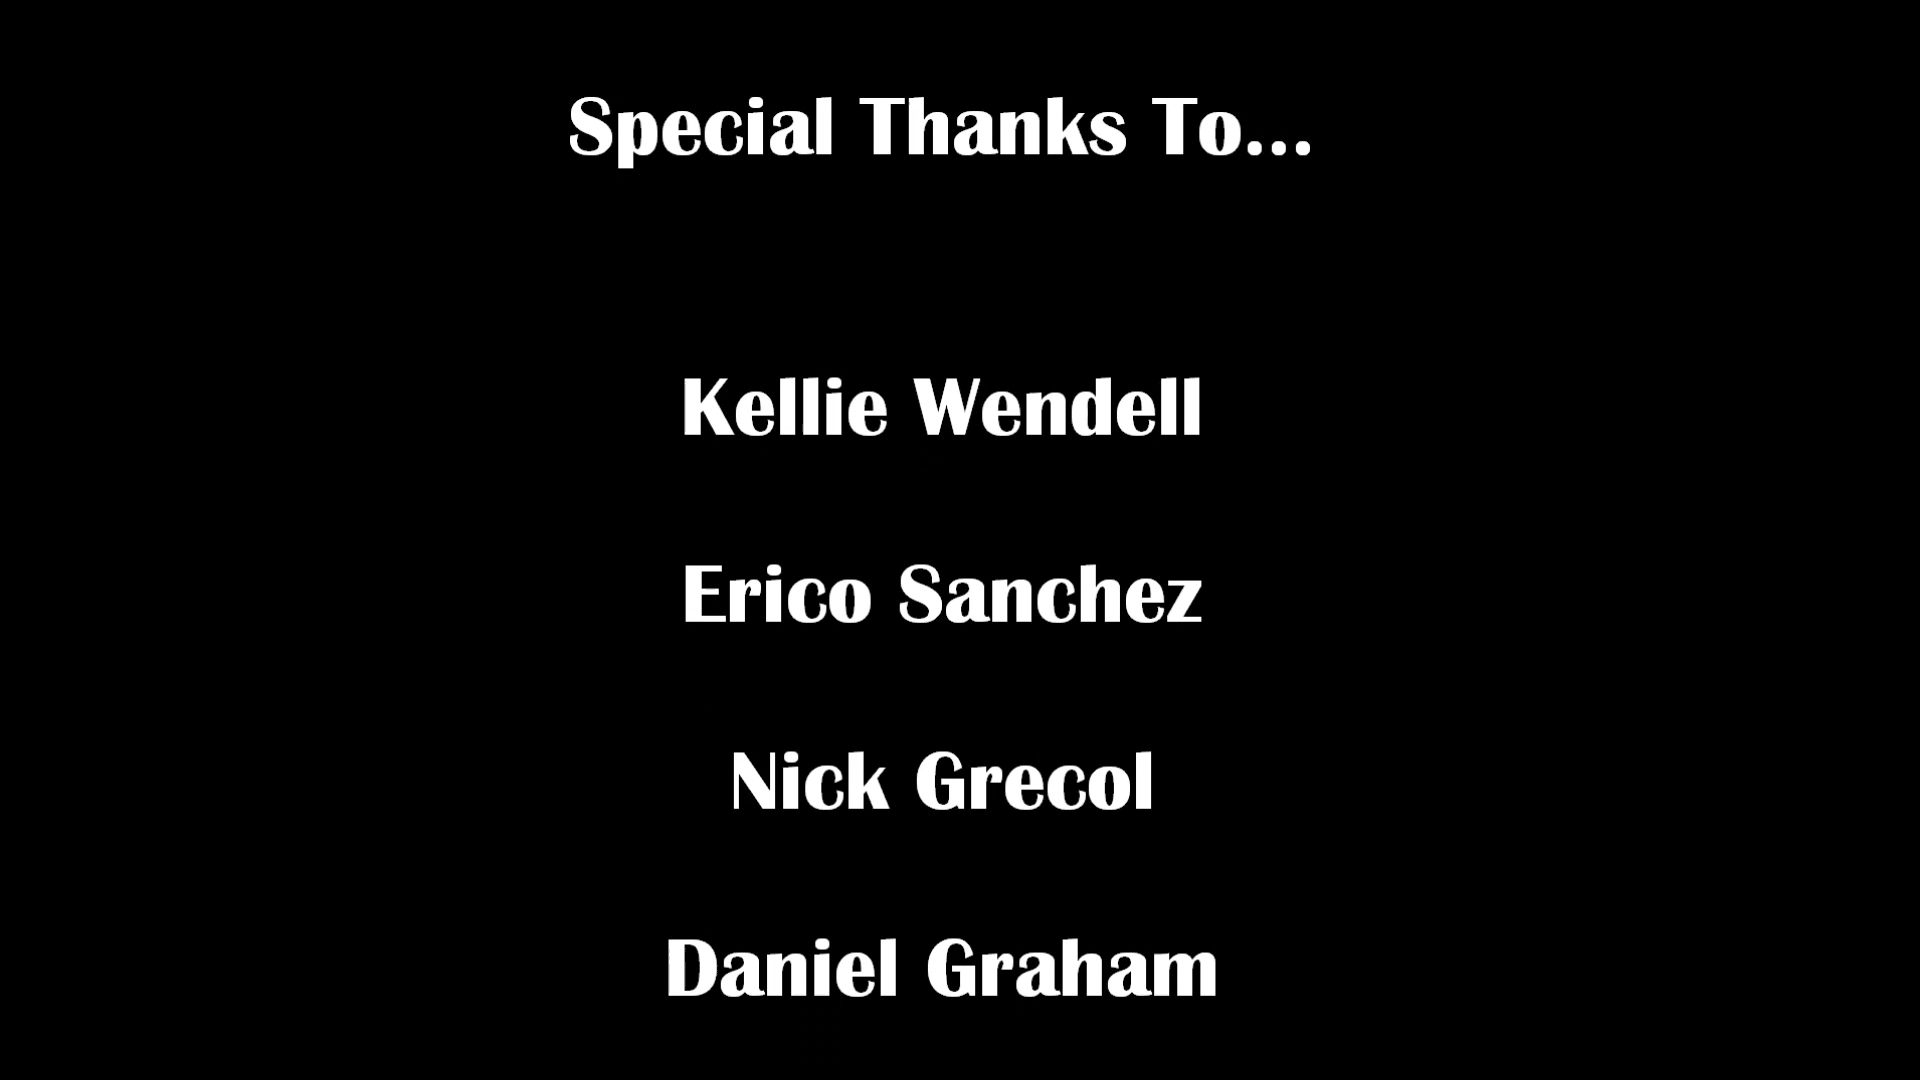 Special Thanks To...
Kellie Wendell
Erico Sanchez
Nick Grecol
Daniel Graham